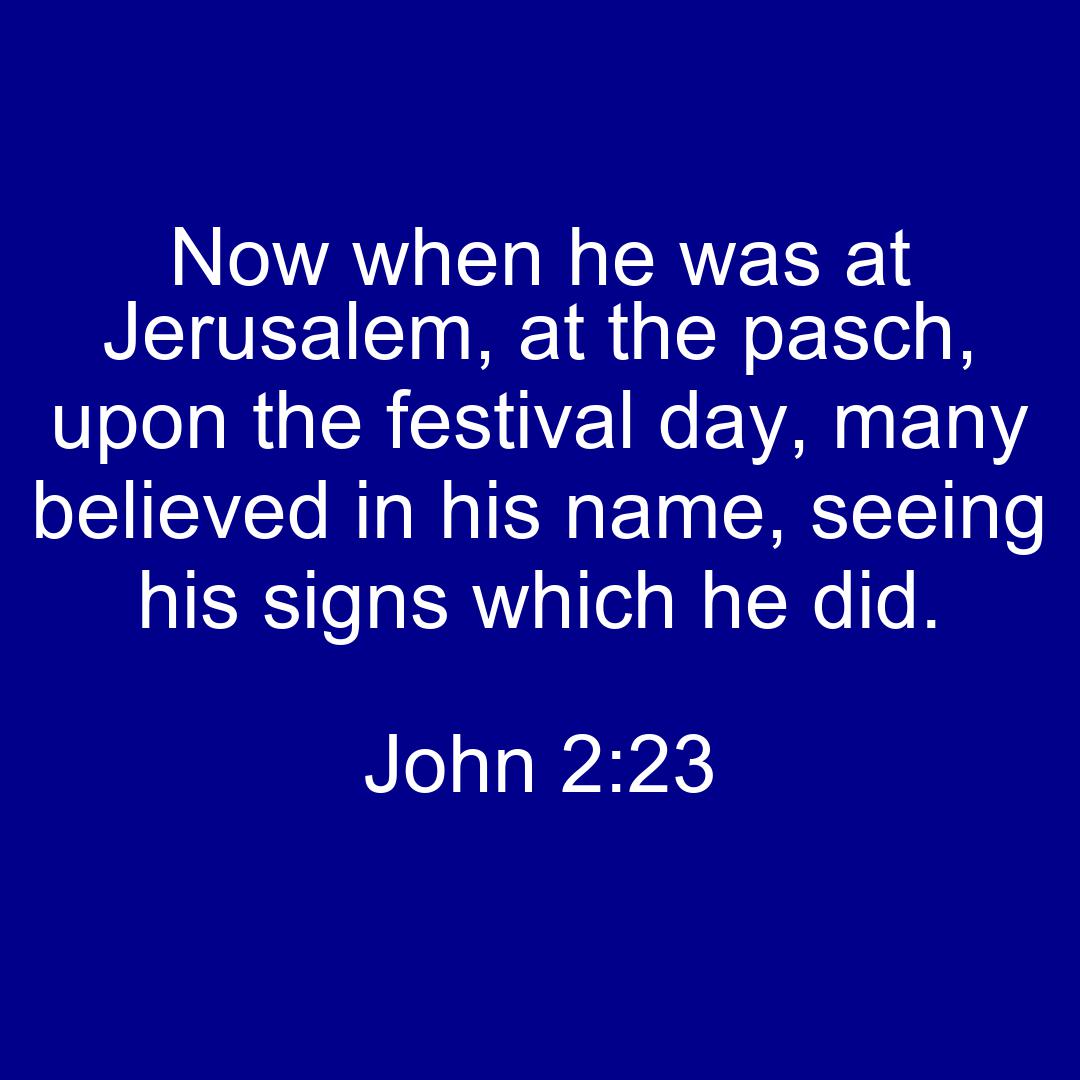 Now when he was at
Jerusalem, at the pasch,
upon the festival day, many
believed in his name, seeing
his signs which he did.
John 2:23